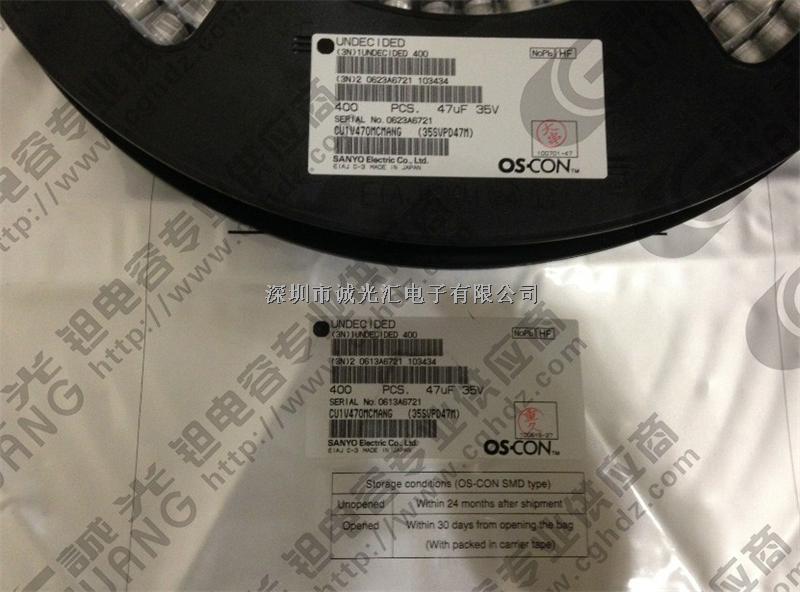 UNDECIDED
(3N)1UNDECIDED 400
NoPb HF
(3N)2 0623A6721 103434
400 PCS. 47uF 35V
SERIAL No. 0623A6721
CU1V470MCMANG (35SVPD47M)
100701-47
SANYO Electric Co., Ltd.
EIAJ C-3 MADE IN JAPAN
OS-CON TM
深圳市诚光汇电子有限公司
UNDECIDED
(3N)1UNDECIDED 400
NoPb HF
(3N)2 0613A6721 103434
400 PCS. 47uF 35V
SERIAL No. 0613A6721
CU1V470MCMANG (35SVPD47M)
SANYO Electric Co., Ltd.
EIAJ C-3 MADE IN JAPAN
OS-CON TM
Storage conditions (OS-CON SMD type)
Unopened Within 24 months after shipment
Opened Within 30 days from opening the bag
(With packed in carrier tape)
钽电容专业供应商
http://www.cghdz.com